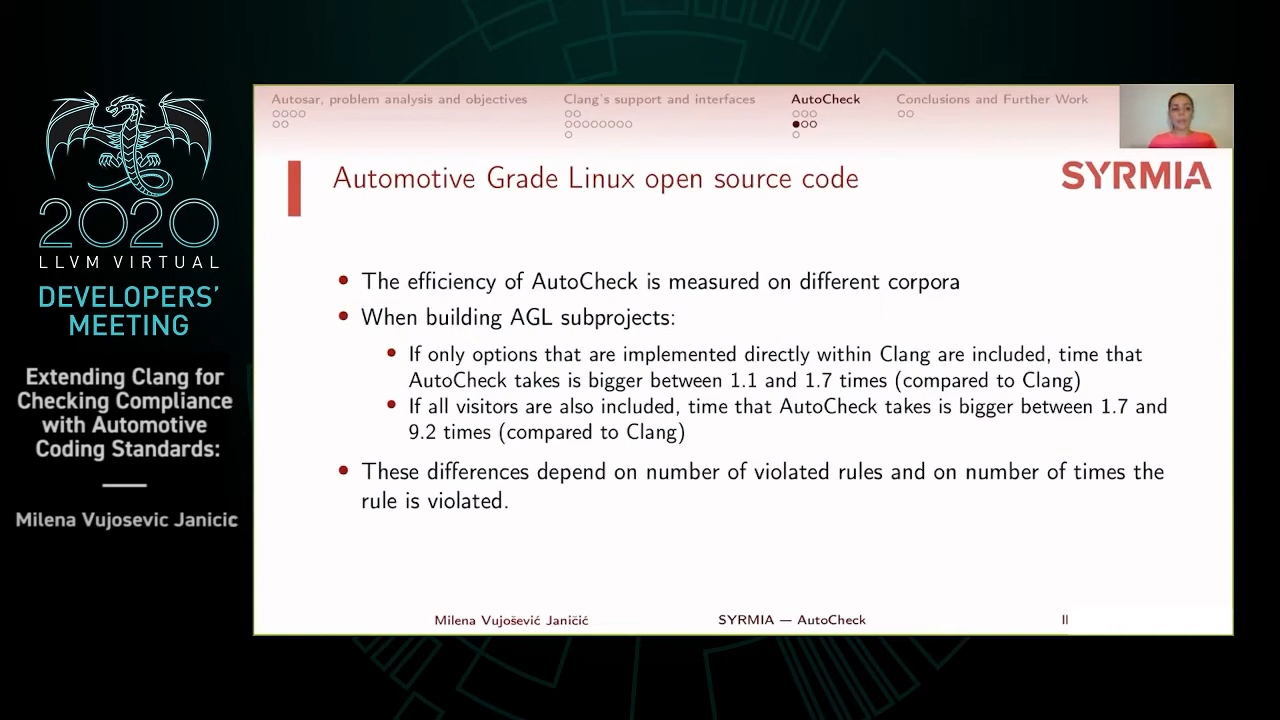 2020
LLVM VIRTUAL
DEVELOPERS'
MEETING
Extending Clang for
Checking Compliance
with Automotive
Coding Standards:
Milena Vujosevic Janicic
Autosar, problem analysis and objectives
Clang's support and interfaces
AutoCheck
Conclusions and Further Work
Automotive Grade Linux open source code
SYRMIA
The efficiency of AutoCheck is measured on different corpora
When building AGL subprojects:
If only options that are implemented directly within Clang are included, time that
AutoCheck takes is bigger between 1.1 and 1.7 times (compared to Clang)
If all visitors are also included, time that AutoCheck takes is bigger between 1.7 and
9.2 times (compared to Clang)
These differences depend on number of violated rules and on number of times the
rule is violated.
Milena Vujošević Janičić
SYRMIA — AutoCheck